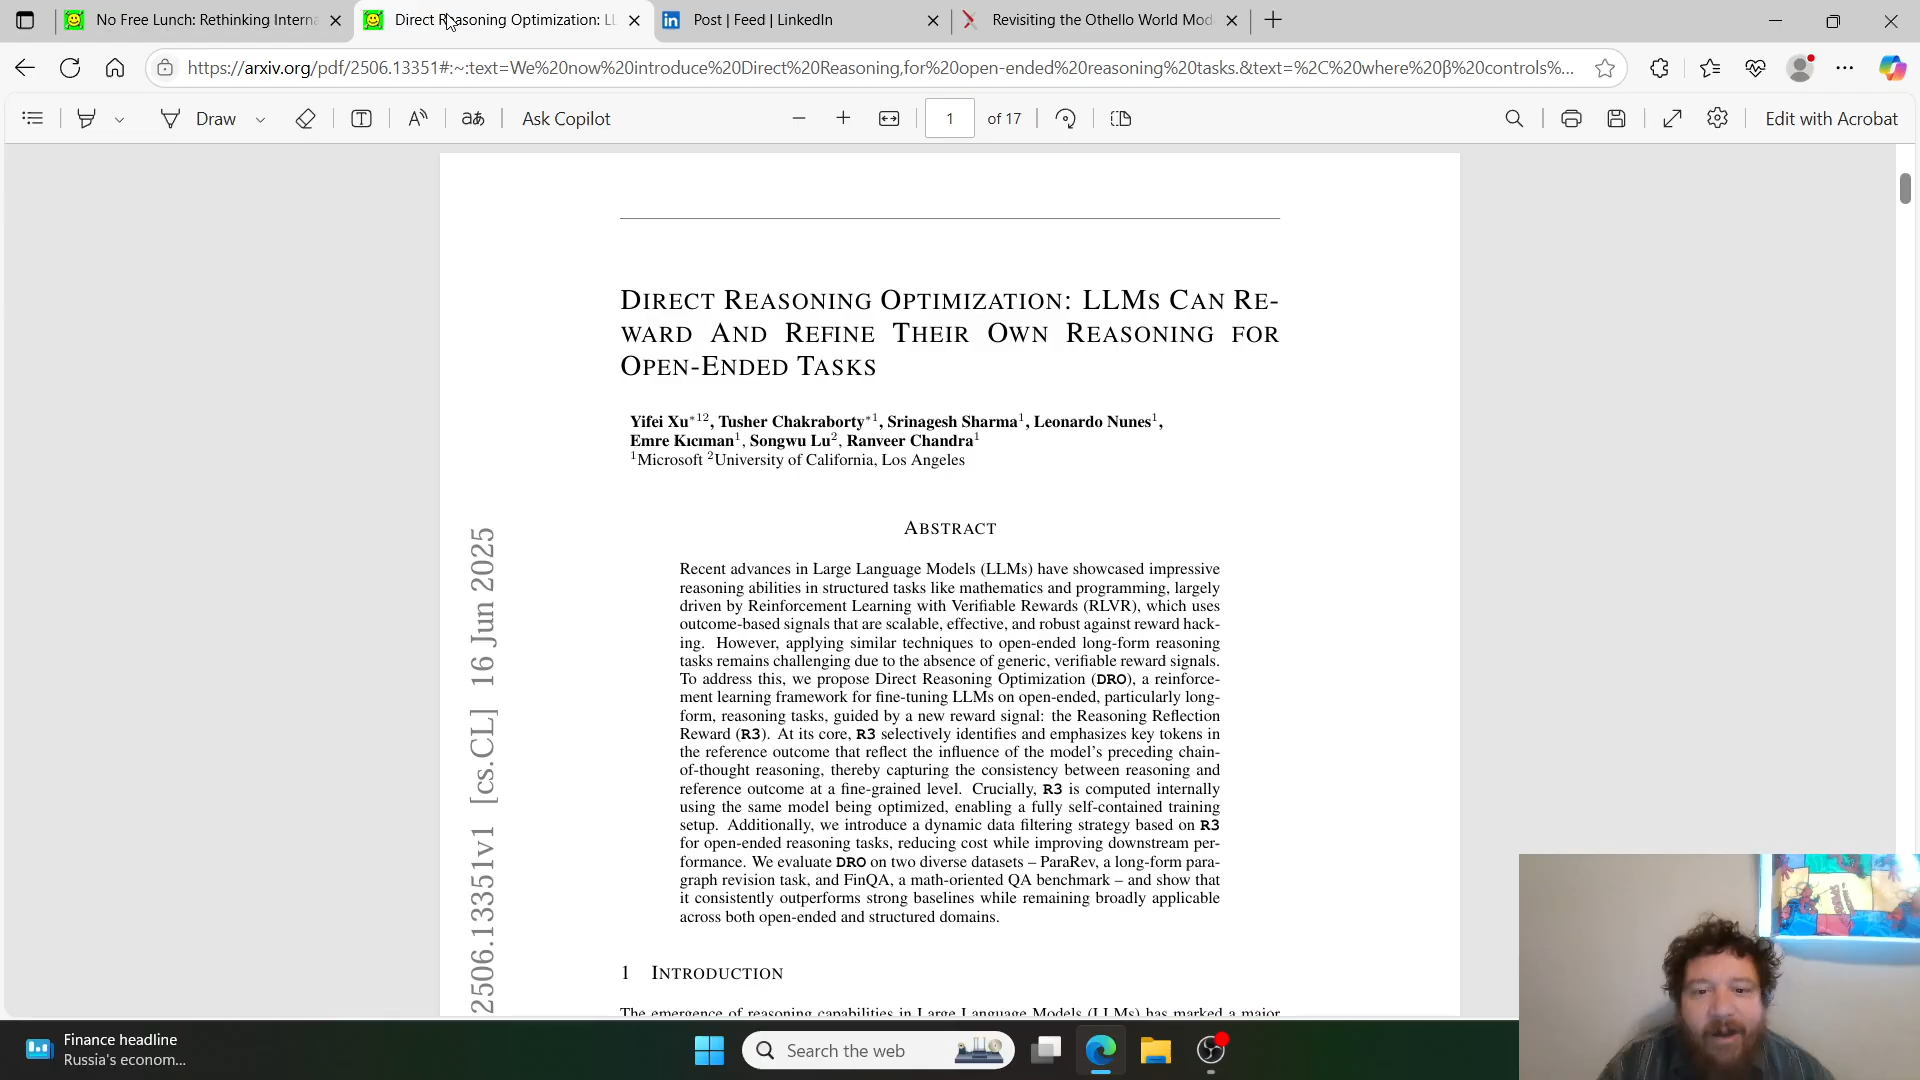 No Free Lunch: Rethinking Interna
Direct Reasoning Optimization: LL
Post | Feed | LinkedIn
Revisiting the Othello World Mod
https://arxiv.org/pdf/2506.13351#:~:text=We%20now%20introduce%20Direct%20Reasoning,for%20open-ended%20reasoning%20tasks.&text=%2C%20where%20β%20controls%...
Draw
Ask Copilot
1 of 17
Edit with Acrobat
DIRECT REASONING OPTIMIZATION: LLMS CAN RE-
WARD AND REFINE THEIR OWN REASONING FOR
OPEN-ENDED TASKS
Yifei Xu*12, Tusher Chakraborty*1, Srinagesh Sharma1, Leonardo Nunes1,
Emre Kıcıman1, Songwu Lu2, Ranveer Chandra1
1Microsoft 2University of California, Los Angeles
ABSTRACT
Recent advances in Large Language Models (LLMs) have showcased impressive
reasoning abilities in structured tasks like mathematics and programming, largely
driven by Reinforcement Learning with Verifiable Rewards (RLVR), which uses
outcome-based signals that are scalable, effective, and robust against reward hack-
ing. However, applying similar techniques to open-ended long-form reasoning
tasks remains challenging due to the absence of generic, verifiable reward signals.
To address this, we propose Direct Reasoning Optimization (DRO), a reinforce-
ment learning framework for fine-tuning LLMs on open-ended, particularly long-
form, reasoning tasks, guided by a new reward signal: the Reasoning Reflection
Reward (R3). At its core, R3 selectively identifies and emphasizes key tokens in
the reference outcome that reflect the influence of the model's preceding chain-
of-thought reasoning, thereby capturing the consistency between reasoning and
reference outcome at a fine-grained level. Crucially, R3 is computed internally
using the same model being optimized, enabling a fully self-contained training
setup. Additionally, we introduce a dynamic data filtering strategy based on R3
for open-ended reasoning tasks, reducing cost while improving downstream per-
formance. We evaluate DRO on two diverse datasets – ParaRev, a long-form para-
graph revision task, and FinQA, a math-oriented QA benchmark – and show that
it consistently outperforms strong baselines while remaining broadly applicable
across both open-ended and structured domains.
2506.13351v1 [cs.CL] 16 Jun 2025
1 INTRODUCTION
The emergence of reasoning capabilities in Large Language Models (LLMs) has marked a major
Finance headline
Russia's econom...
Search the web